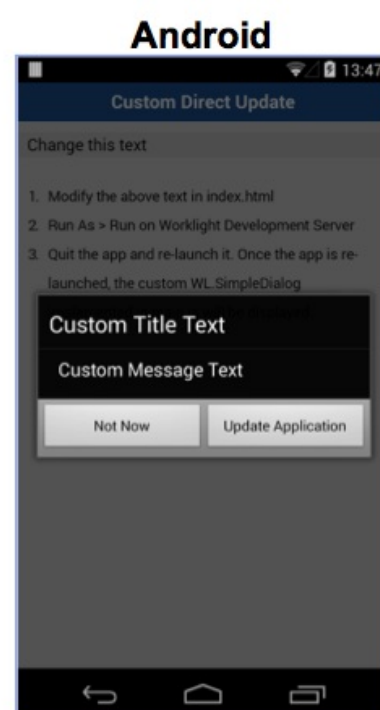 Android
13:47
Custom Direct Update
Change this text
1. Modify the above text in index.html
2. Run As > Run on Worklight Development Server
3. Quit the app and re-launch it. Once the app is re-
launched, the custom WL.SimpleDialog
Custom Title Text
Custom Message Text
Not Now
Update Application